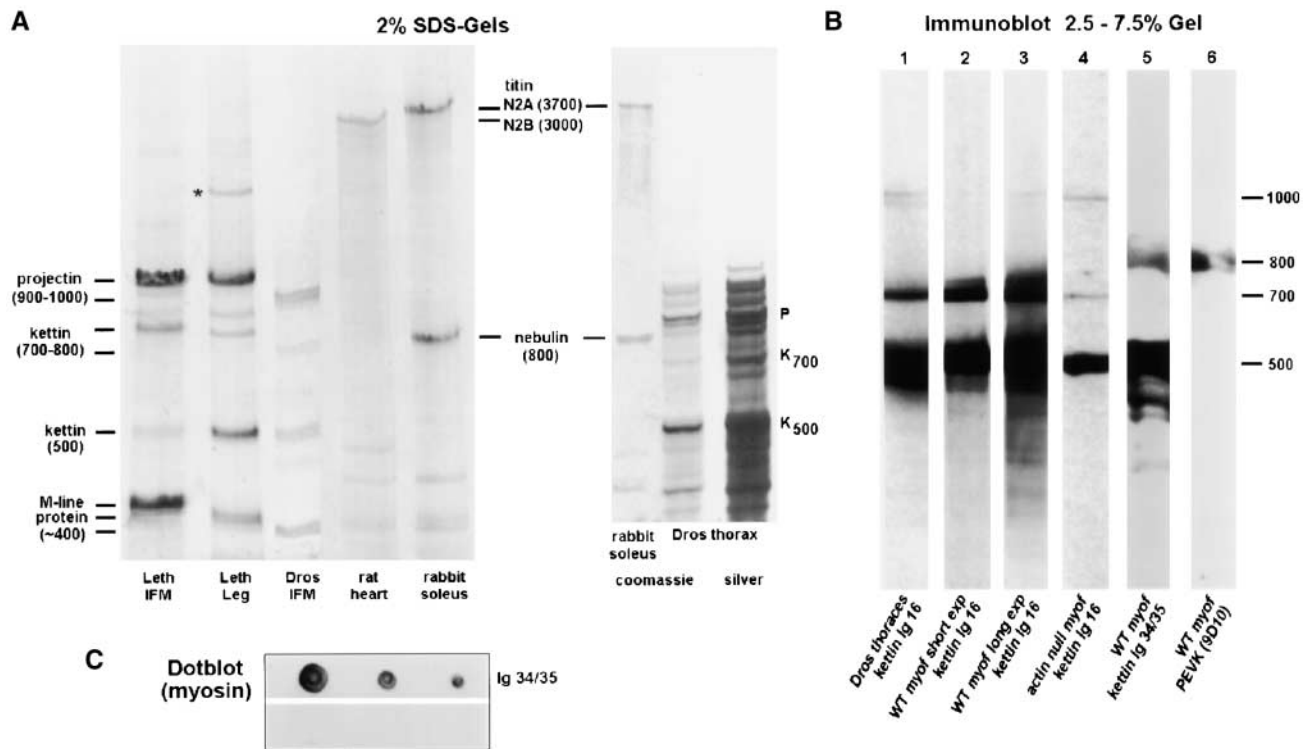 A
2% SDS-Gels
titin
N2A (3700)
N2B (3000)
*
projectin
(900-1000)
kettin
(700-800)
kettin
(500)
M-line
protein
(~400)
nebulin
(800)
Leth
IFM
Leth
Leg
Dros
IFM
rat
heart
rabbit
soleus
P
K 700
K 500
rabbit
soleus
Dros thorax
coomassie
silver
B
Immunoblot 2.5 - 7.5% Gel
1 2 3 4 5 6
1000
800
700
500
Dros thoraces
kettin Ig 16
WT myof short exp
kettin Ig 16
WT myof long exp
kettin Ig 16
actin null myof
kettin Ig 16
WT myof
kettin Ig 34/35
WT myof
PEVK (9D10)
C
Dotblot
(myosin)
Ig 34/35